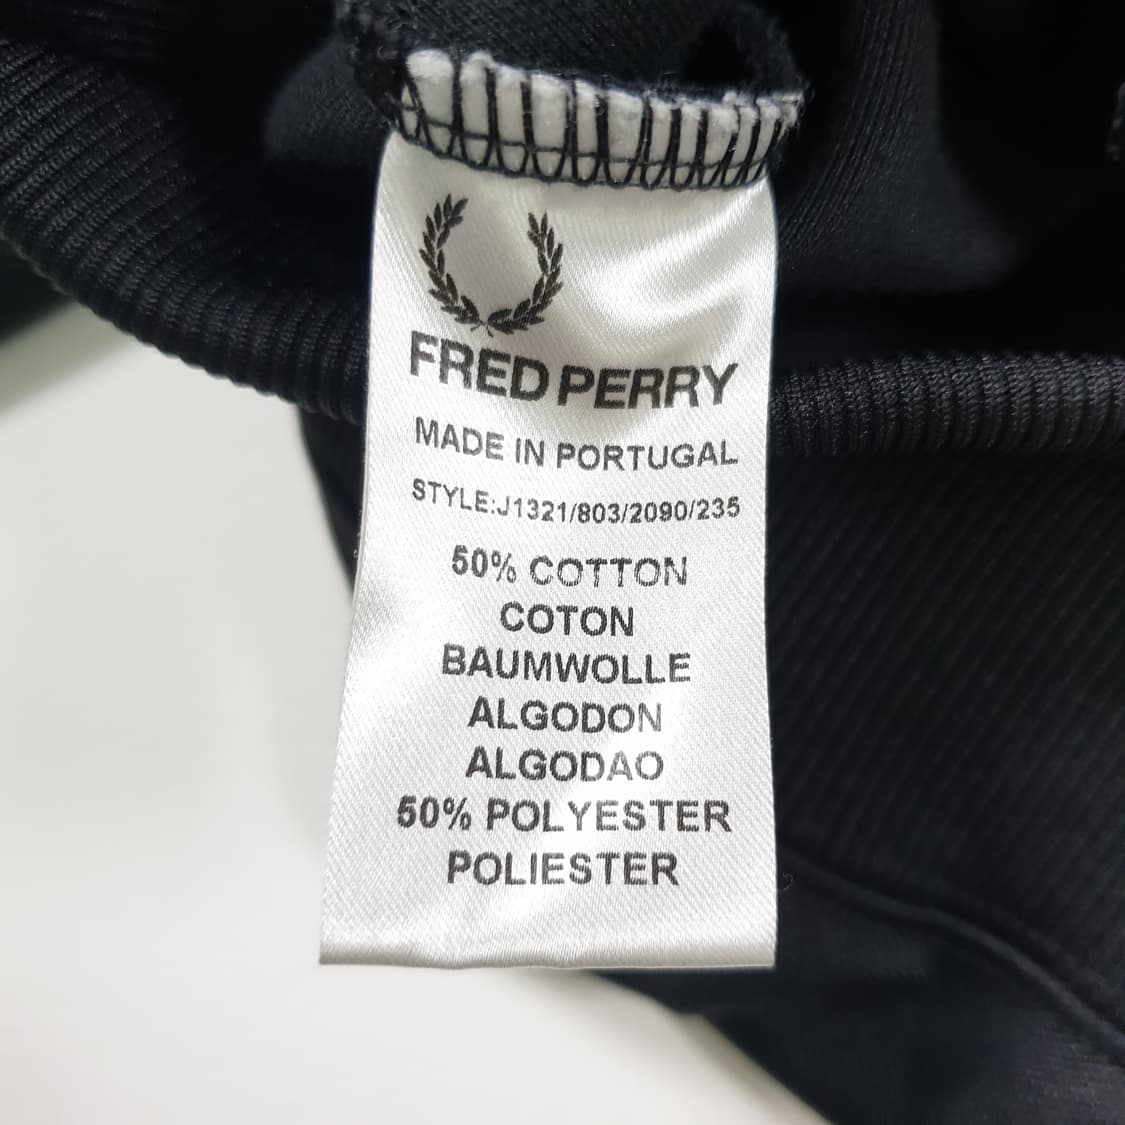 FRED PERRY
MADE IN PORTUGAL
STYLE:J1321/803/2090/235
50% COTTON
COTON
BAUMWOLLE
ALGODON
ALGODAO
50% POLYESTER
POLIESTER